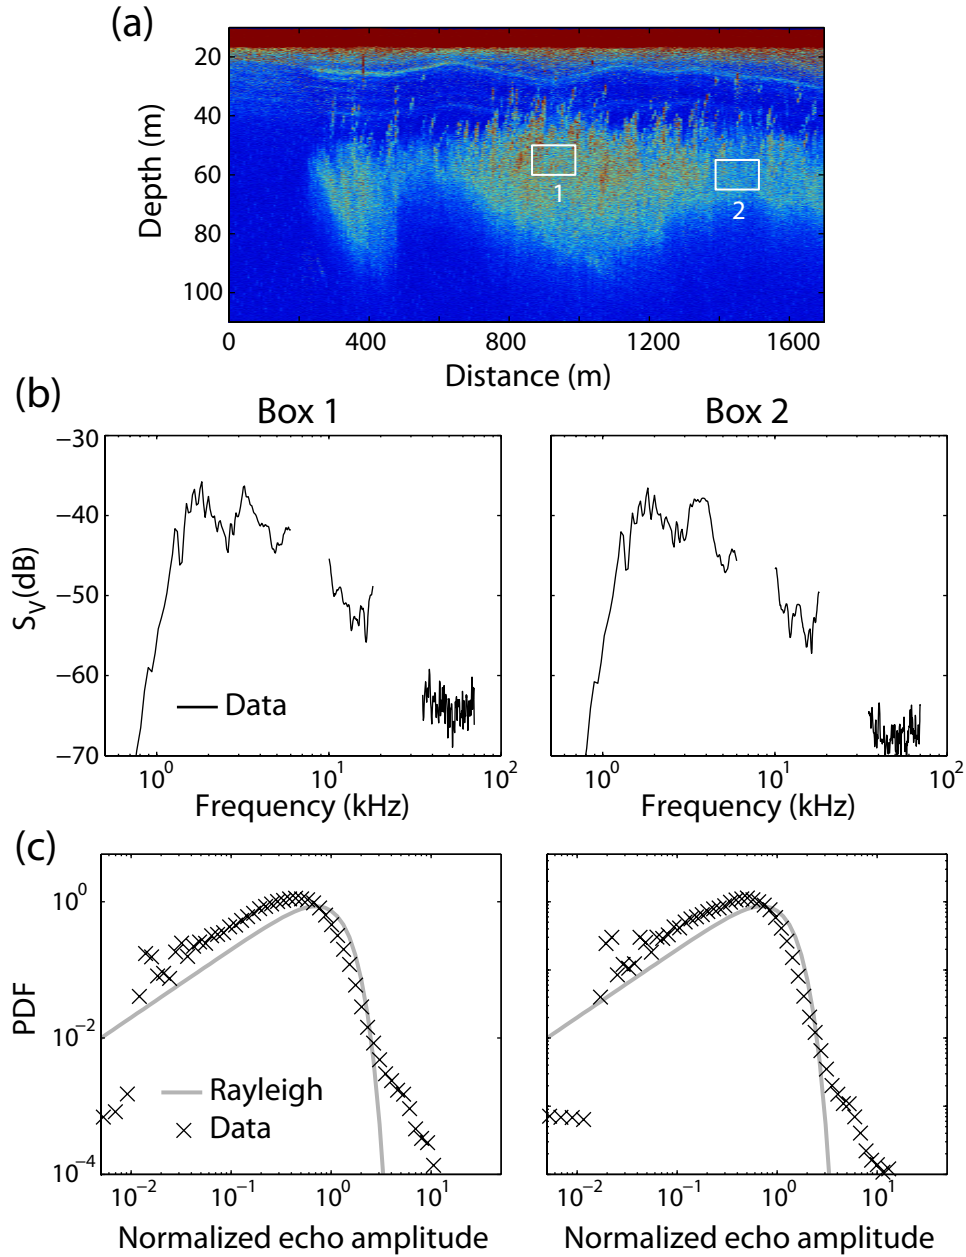 (a)
20
40
60
80
100
Depth (m)
1
2
0
400
800
1200
1600
Distance (m)
(b)
Box 1
Box 2
−30
−40
−50
−60
−70
S_V(dB)
Data
10^0
10^1
10^2
10^0
10^1
10^2
Frequency (kHz)
Frequency (kHz)
(c)
10^0
10^−2
10^−4
PDF
Rayleigh
Data
10^−2
10^−1
10^0
10^1
10^−2
10^−1
10^0
10^1
Normalized echo amplitude
Normalized echo amplitude